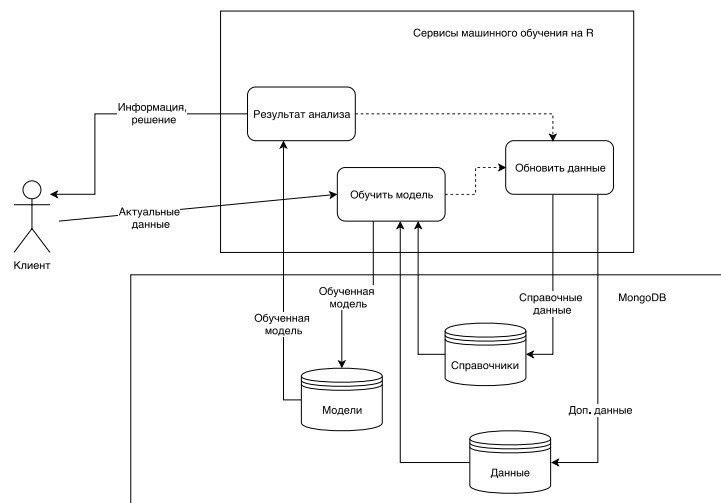 Сервисы машинного обучения на R
Информация,
решение
Результат анализа
Обновить данные
Обучить модель
Актуальные
данные
Клиент
Обученная
модель
Обученная
модель
Справочные
данные
MongoDB
Справочники
Модели
Доп. данные
Данные